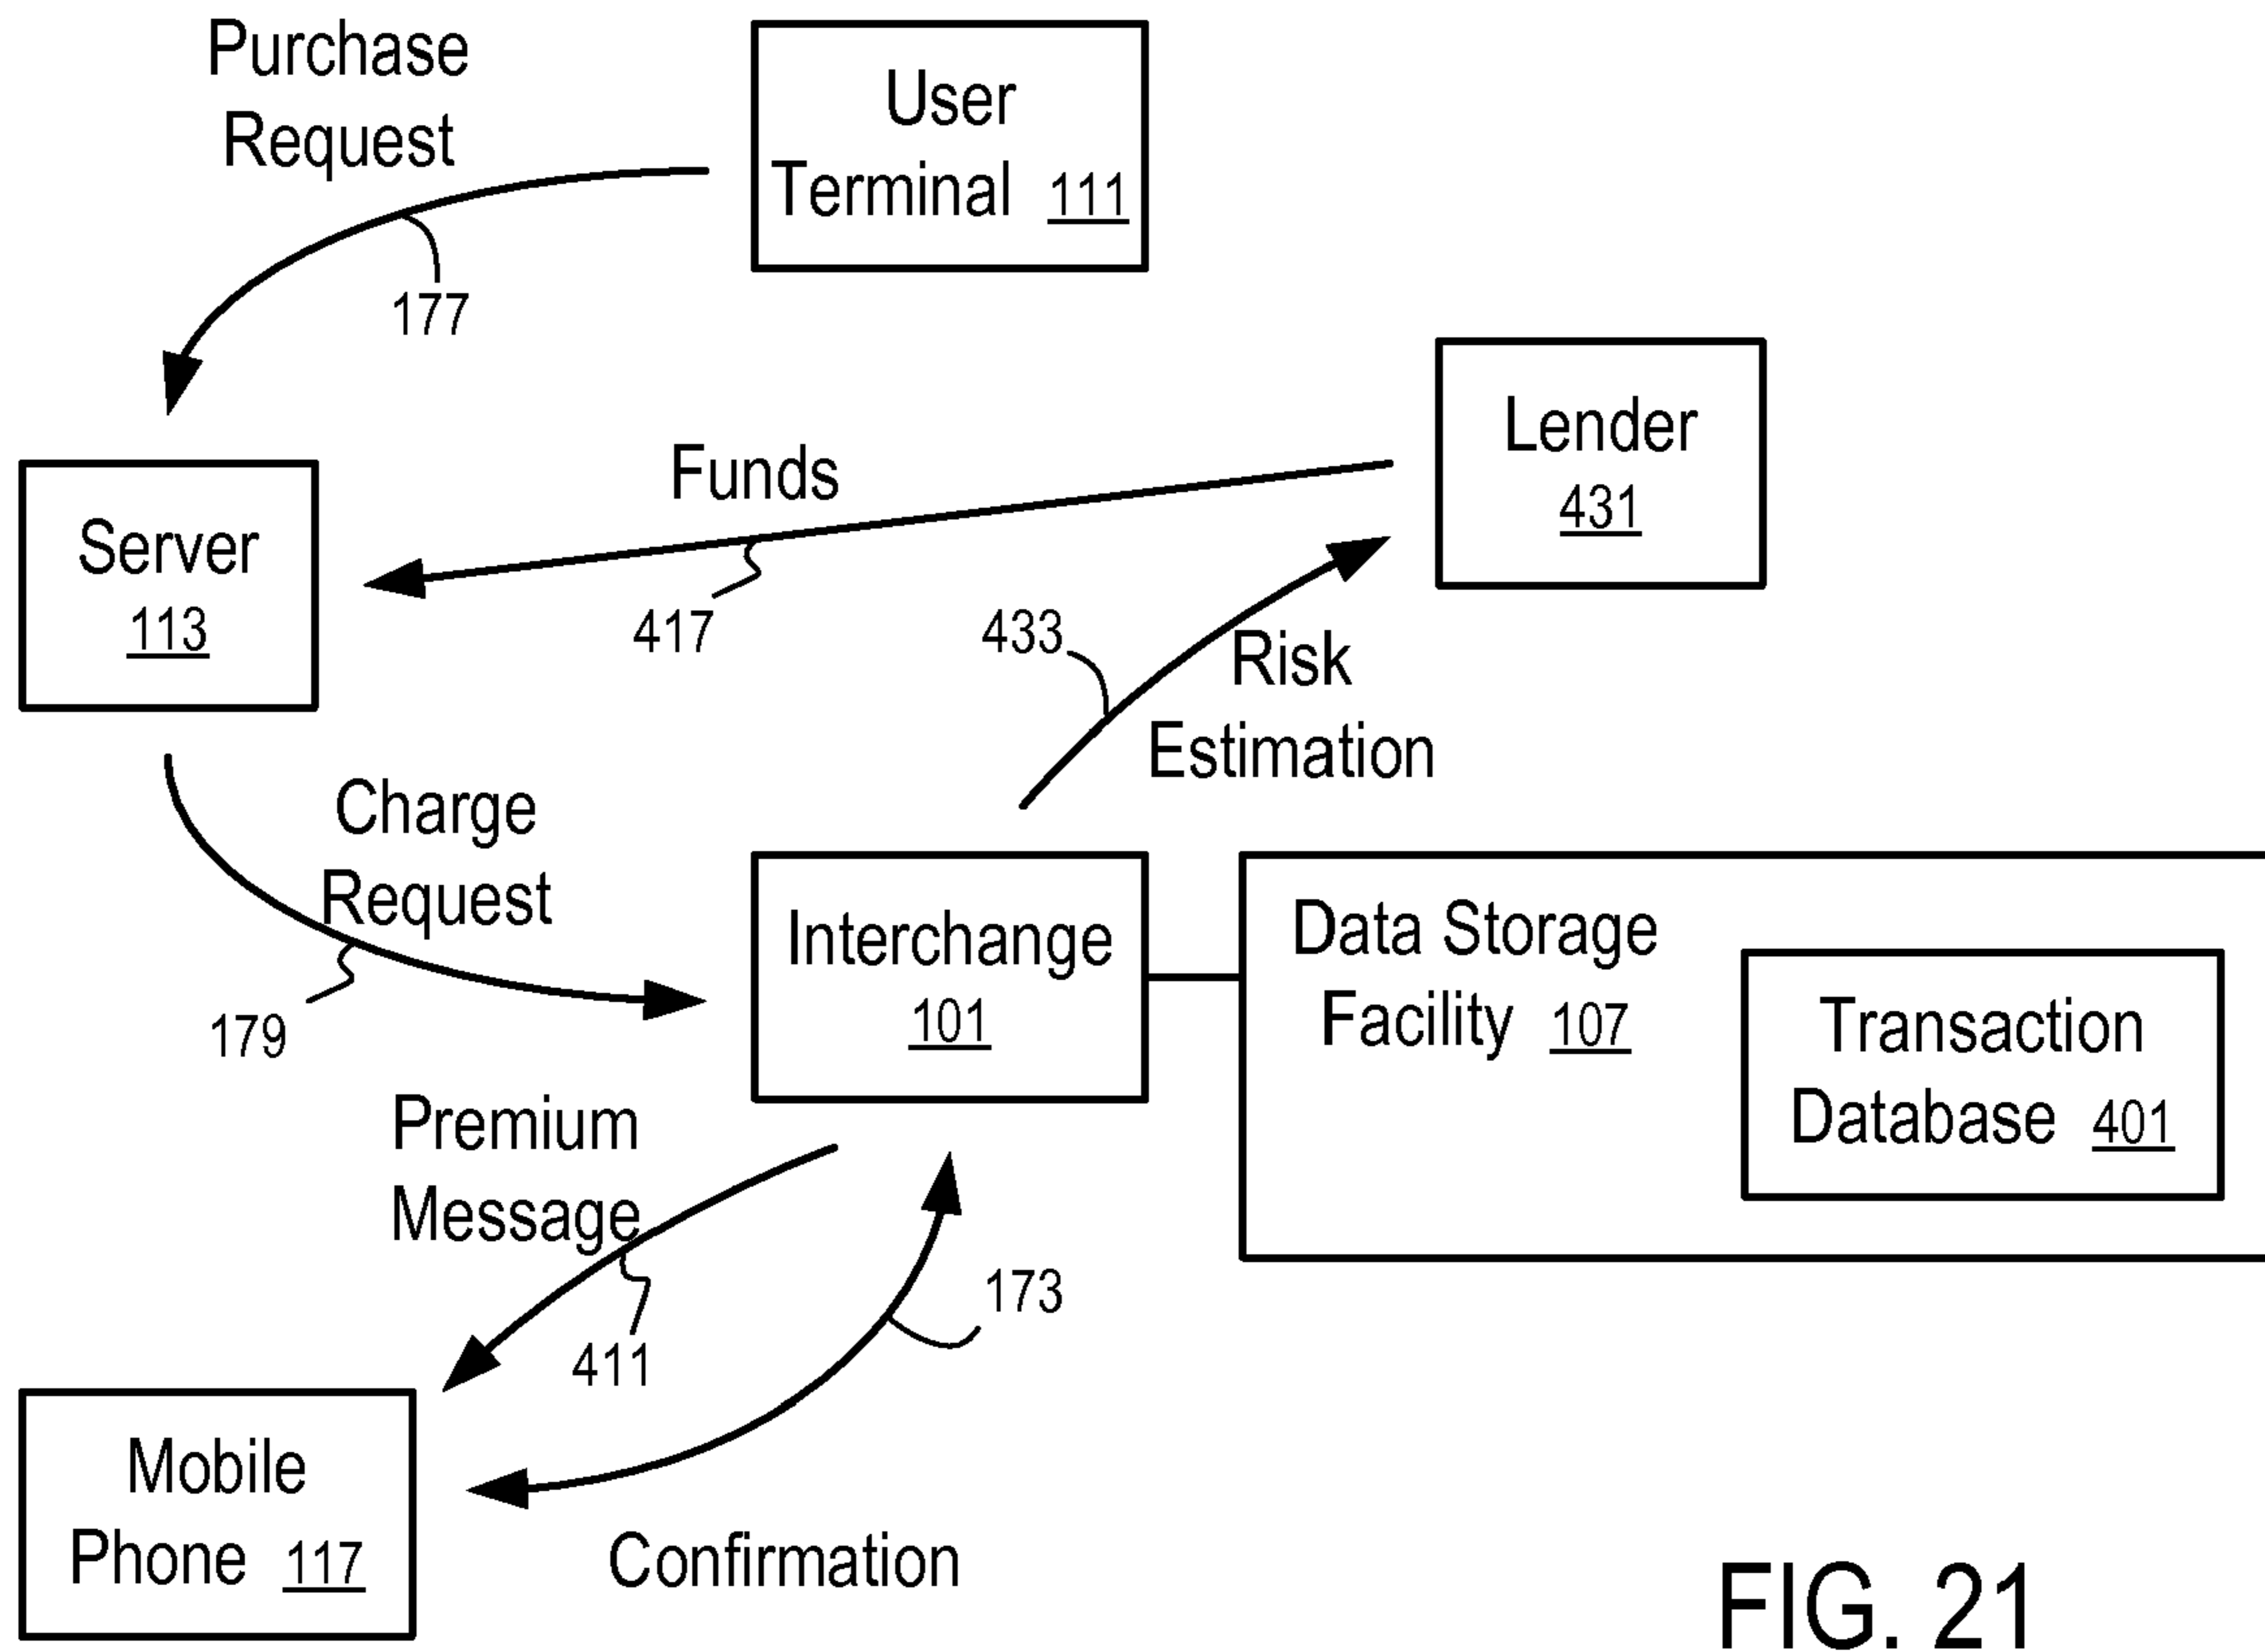 Purchase
Request
177
User
Terminal 111
Lender
431
Funds
417
Server
113
433
Risk
Estimation
Charge
Request
179
Interchange
101
Data Storage
Facility 107
Transaction
Database 401
Premium
Message
411
173
Mobile
Phone 117
Confirmation
FIG. 21